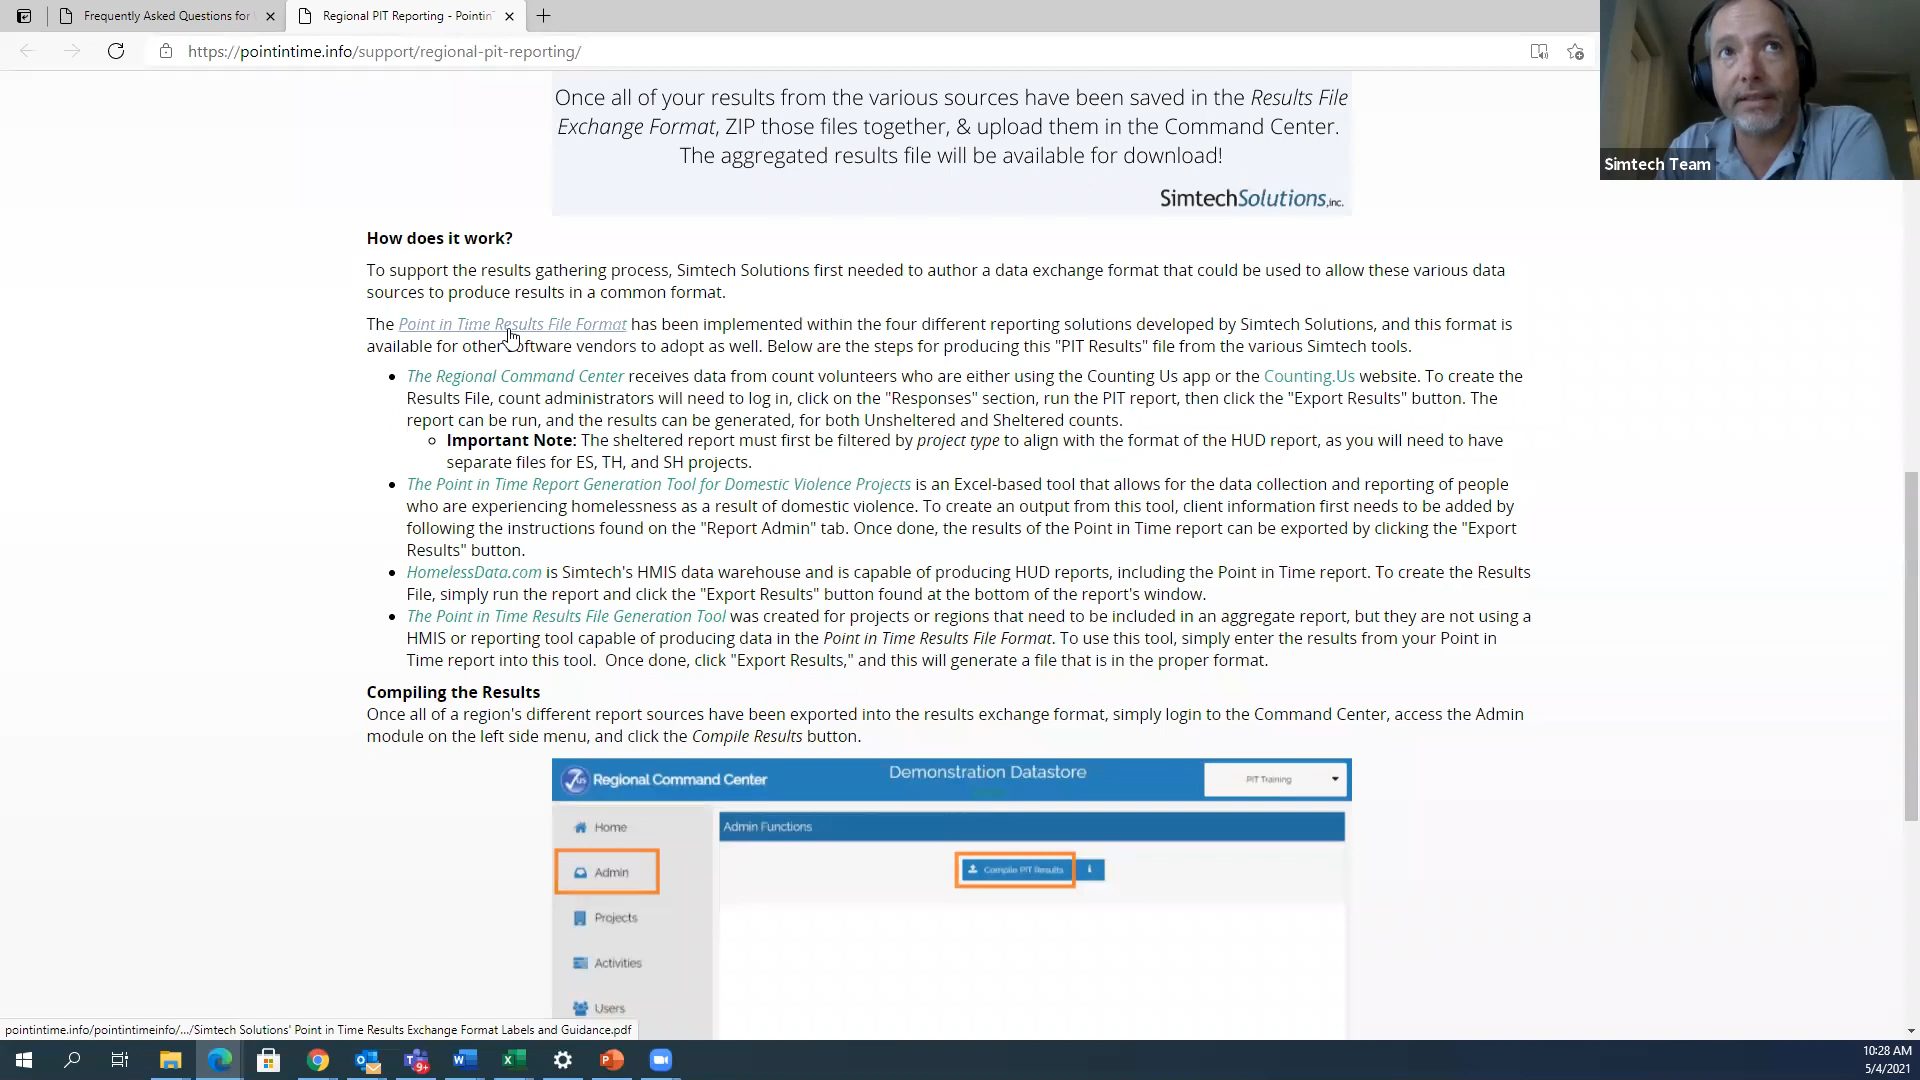 Frequently Asked Questions for
Regional PIT Reporting - Pointin
https://pointintime.info/support/regional-pit-reporting/
Simtech Team
Once all of your results from the various sources have been saved in the Results File
Exchange Format, ZIP those files together, & upload them in the Command Center.
The aggregated results file will be available for download!
SimtechSolutions,inc.
How does it work?
To support the results gathering process, Simtech Solutions first needed to author a data exchange format that could be used to allow these various data
sources to produce results in a common format.
The Point in Time Results File Format has been implemented within the four different reporting solutions developed by Simtech Solutions, and this format is
available for other software vendors to adopt as well. Below are the steps for producing this "PIT Results" file from the various Simtech tools.
• The Regional Command Center receives data from count volunteers who are either using the Counting Us app or the Counting.Us website. To create the
Results File, count administrators will need to log in, click on the "Responses" section, run the PIT report, then click the "Export Results" button. The
report can be run, and the results can be generated, for both Unsheltered and Sheltered counts.
Important Note: The sheltered report must first be filtered by project type to align with the format of the HUD report, as you will need to have
separate files for ES, TH, and SH projects.
• The Point in Time Report Generation Tool for Domestic Violence Projects is an Excel-based tool that allows for the data collection and reporting of people
who are experiencing homelessness as a result of domestic violence. To create an output from this tool, client information first needs to be added by
following the instructions found on the "Report Admin" tab. Once done, the results of the Point in Time report can be exported by clicking the "Export
Results" button.
• HomelessData.com is Simtech's HMIS data warehouse and is capable of producing HUD reports, including the Point in Time report. To create the Results
File, simply run the report and click the "Export Results" button found at the bottom of the report's window.
• The Point in Time Results File Generation Tool was created for projects or regions that need to be included in an aggregate report, but they are not using a
HMIS or reporting tool capable of producing data in the Point in Time Results File Format. To use this tool, simply enter the results from your Point in
Time report into this tool. Once done, click "Export Results," and this will generate a file that is in the proper format.
Compiling the Results
Once all of a region's different report sources have been exported into the results exchange format, simply login to the Command Center, access the Admin
module on the left side menu, and click the Compile Results button.
Regional Command Center
Demonstration Datastore
PIT Training
Home
Admin Functions
Compile PIT Results
Admin
Projects
Activities
Users
pointintime.info/pointintimeinfo/.../Simtech Solutions' Point in Time Results Exchange Format Labels and Guidance.pdf
9+
10:28 AM
5/4/2021